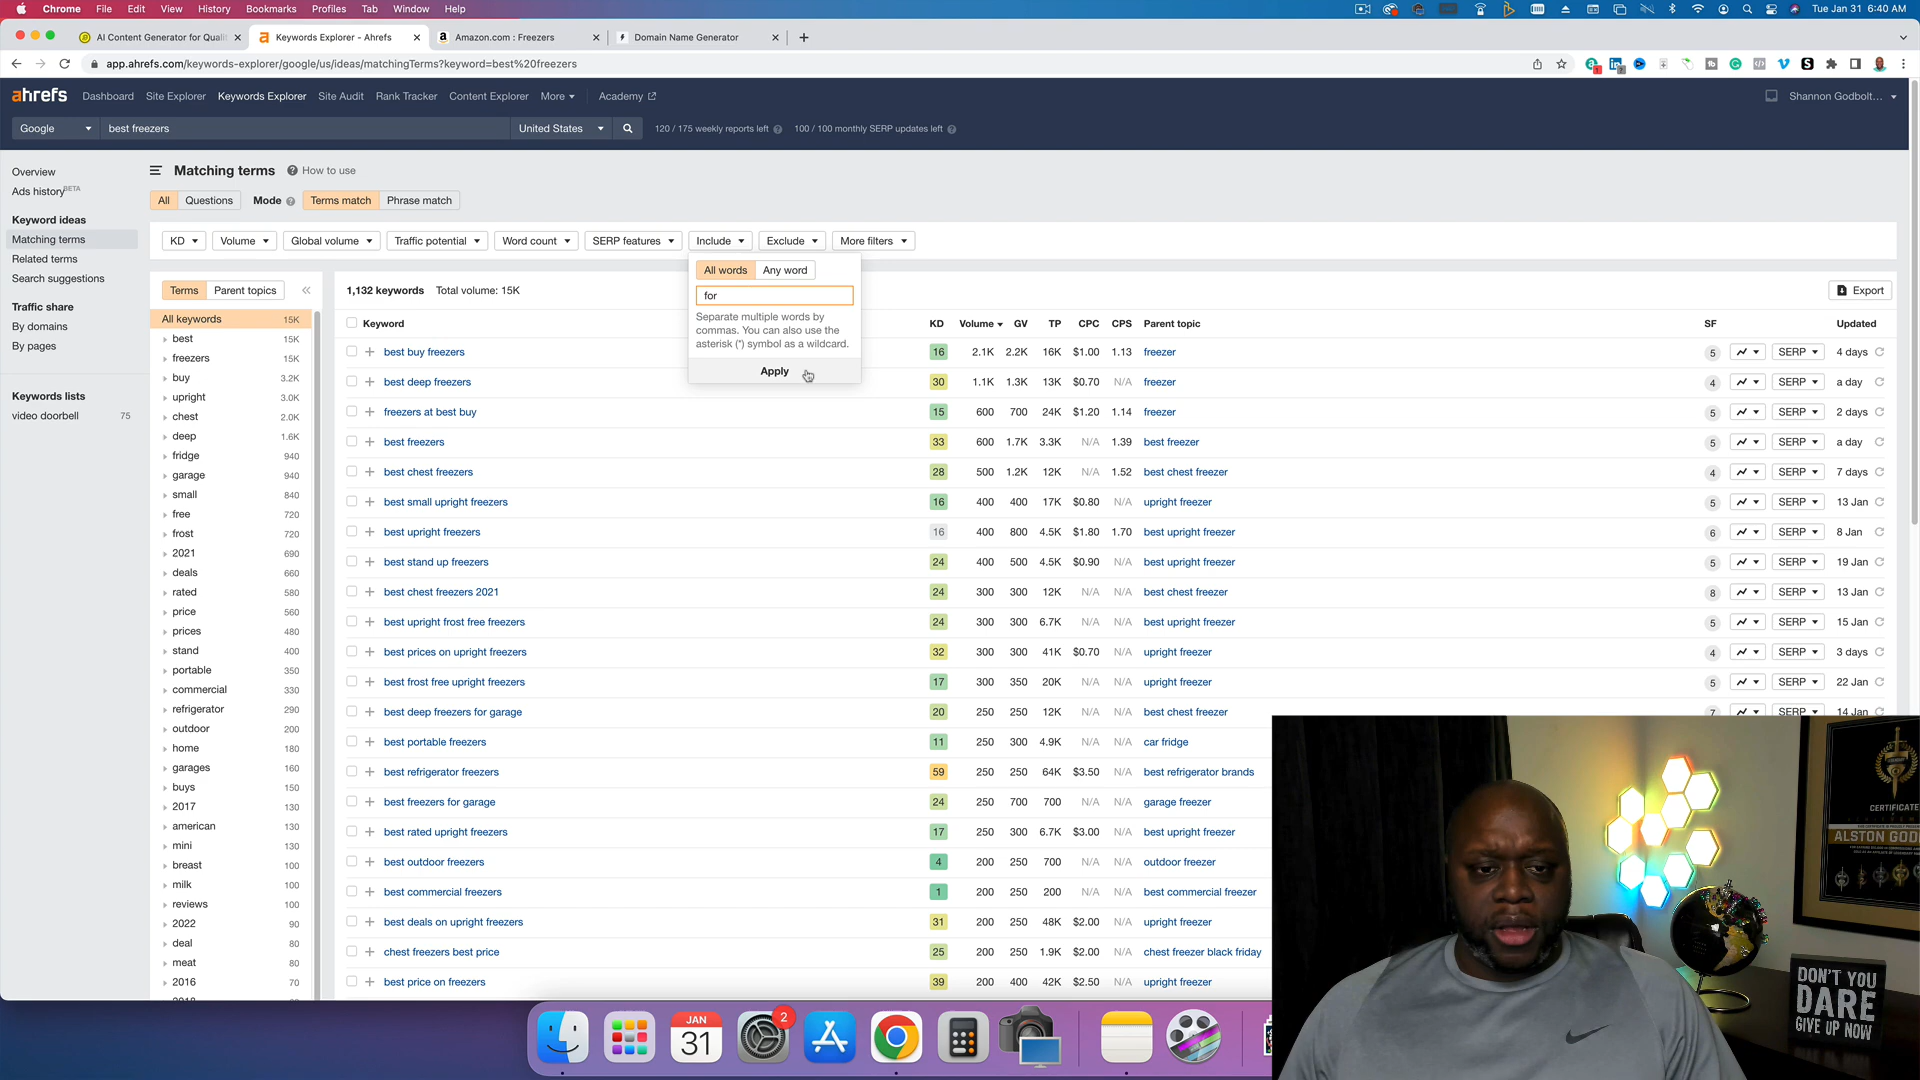 Chrome File Edit View History Bookmarks Profiles Tab Window Help Tue Jan 31 6:40 AM
AI Content Generator for Quali Keywords Explorer - Ahrefs Amazon.com : Freezers Domain Name Generator
app.ahrefs.com/keywords-explorer/google/us/ideas/matchingTerms?keyword=best%20freezers
ahrefs Dashboard Site Explorer Keywords Explorer Site Audit Rank Tracker Content Explorer More Academy Shannon Godbolt...
Google best freezers United States 120 / 175 weekly reports left 100 / 100 monthly SERP updates left
Overview
Ads history BETA
Keyword ideas
Matching terms
Related terms
Search suggestions
Traffic share
By domains
By pages
Keywords lists
video doorbell 75
Matching terms How to use
All Questions Mode Terms match Phrase match
KD Volume Global volume Traffic potential Word count SERP features Include Exclude More filters
All words Any word
for
Separate multiple words by
commas. You can also use the
asterisk (*) symbol as a wildcard.
Apply
Terms Parent topics
All keywords 15K
best 15K
freezers 15K
buy 3.2K
upright 3.0K
chest 2.0K
deep 1.6K
fridge 940
garage 940
small 840
free 720
frost 720
2021 690
deals 660
rated 580
price 560
prices 480
stand 400
portable 350
commercial 330
refrigerator 290
outdoor 200
home 180
garages 160
buys 130
2017 130
american 130
mini 130
breast 100
milk 100
reviews 100
2022 90
deal 80
meat 80
2016 70
1,132 keywords Total volume: 15K Export
Keyword KD Volume GV TP CPC CPS Parent topic SF Updated
best buy freezers 16 2.1K 2.2K 16K $1.00 1.13 freezer 5 SERP 4 days
best deep freezers 30 1.1K 1.3K 13K $0.70 N/A freezer 4 SERP a day
freezers at best buy 15 600 700 24K $1.20 1.14 freezer 5 SERP 2 days
best freezers 33 600 1.7K 3.3K N/A 1.39 best freezer 5 SERP a day
best chest freezers 28 500 1.2K 12K N/A 1.52 best chest freezer 4 SERP 7 days
best small upright freezers 16 400 400 17K $0.80 N/A upright freezer 5 SERP 13 Jan
best upright freezers 16 400 800 4.5K $1.80 1.70 best upright freezer 6 SERP 8 Jan
best stand up freezers 24 400 500 4.5K $0.90 N/A best upright freezer 5 SERP 19 Jan
best chest freezers 2021 24 300 300 12K N/A N/A best chest freezer 8 SERP 13 Jan
best upright frost free freezers 24 300 300 6.7K N/A N/A best upright freezer 5 SERP 15 Jan
best prices on upright freezers 32 300 300 41K $0.70 N/A upright freezer 4 SERP 3 days
best frost free upright freezers 17 300 350 20K N/A N/A upright freezer 5 SERP 22 Jan
best deep freezers for garage 20 250 250 12K N/A N/A best chest freezer 7 SERP 14 Jan
best portable freezers 11 250 300 4.9K N/A N/A car fridge
best refrigerator freezers 59 250 250 64K $3.50 N/A best refrigerator brands
best freezers for garage 24 250 700 700 N/A N/A garage freezer
best rated upright freezers 17 250 300 6.7K $3.00 N/A best upright freezer
best outdoor freezers 4 200 250 700 N/A N/A outdoor freezer
best commercial freezers 1 200 250 200 N/A N/A best commercial freezer
best deals on upright freezers 31 200 250 48K $2.00 N/A upright freezer
chest freezers best price 25 200 250 1.9K $2.00 N/A chest freezer black friday
best price on freezers 39 200 400 42K $2.50 N/A upright freezer
CERTIFICATE
ALSTON GOD
DON'T YOU
DARE
GIVE UP NOW
JAN
31
2